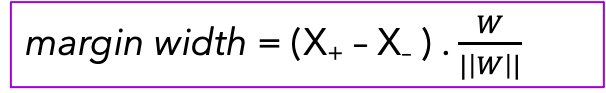 margin width = (X₊ – X₋ ) . W / ||W||